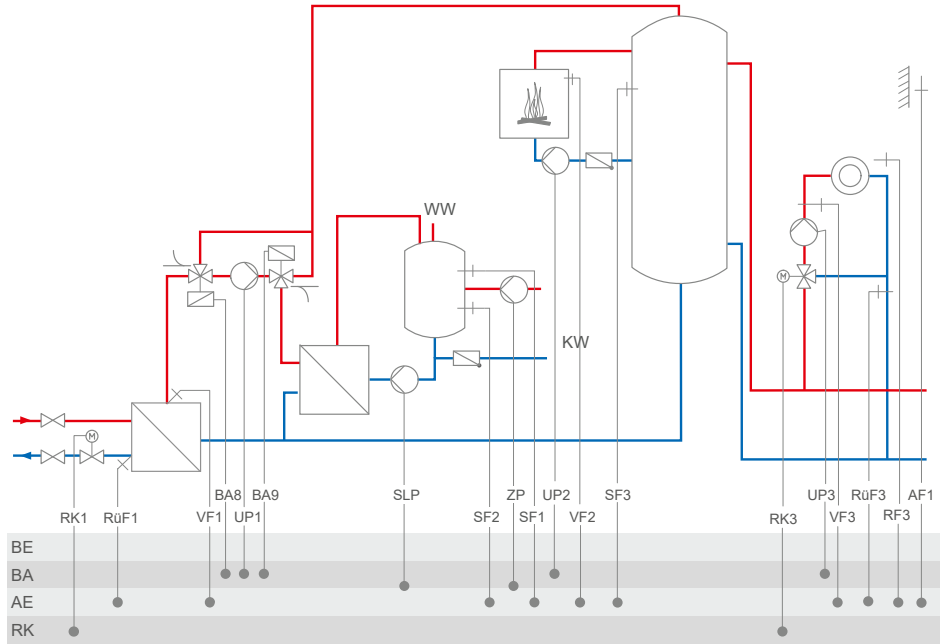 WW
M
KW
M
BA8
BA9
SLP
ZP
UP2
SF3
UP3
RüF3
AF1
RK1
RüF1
VF1
UP1
SF2
SF1
VF2
RK3
VF3
RF3
BE
BA
AE
RK